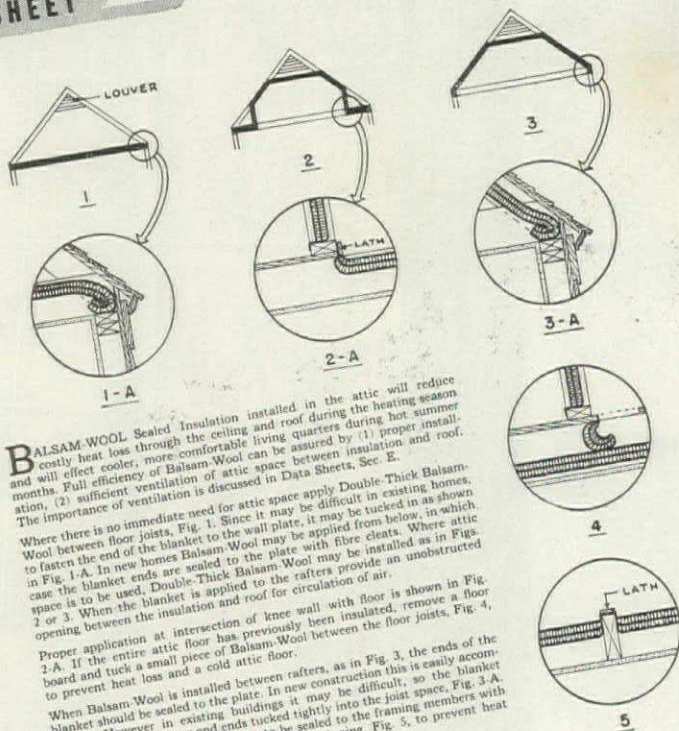 SHEET
LOUVER
1
2
3
LATH
1-A
2-A
3-A
BALSAM-WOOL Sealed Insulation installed in the attic will reduce
costly heat loss through the ceiling and roof during the heating season
and will effect cooler, more comfortable living quarters during hot summer
months. Full efficiency of Balsam-Wool can be assured by (1) proper install-
ation, (2) sufficient ventilation of attic space between insulation and roof.
The importance of ventilation is discussed in Data Sheets, Sec. E.
Where there is no immediate need for attic space apply Double-Thick Balsam-
Wool between floor joists, Fig. 1. Since it may be difficult in existing homes,
to fasten the end of the blanket to the wall plate, it may be tucked in as shown
in Fig. 1-A. In new homes Balsam-Wool may be applied from below, in which
case the blanket ends are sealed to the plate with fibre cleats. Where attic
space is to be used, Double-Thick Balsam-Wool may be installed as in Figs.
2 or 3. When the blanket is applied to the rafters provide an unobstructed
opening between the insulation and roof for circulation of air.
Proper application at intersection of knee wall with floor is shown in Fig.
2-A. If the entire attic floor has previously been insulated, remove a floor
board and tuck a small piece of Balsam-Wool between the floor joists, Fig. 4,
to prevent heat loss and a cold attic floor.
When Balsam-Wool is installed between rafters, as in Fig. 3, the ends of the
blanket should be sealed to the plate. In new construction this is easily accom-
However in existing buildings it may be difficult, so the blanket
and ends tucked tightly into the joist space, Fig. 3-A.
to be sealed to the framing members with
Fig. 5, to prevent heat
4
LATH
5